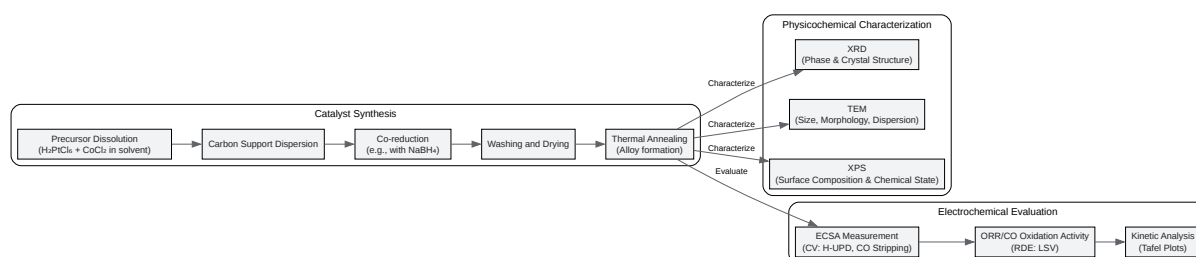 Physicochemical Characterization
XRD
(Phase & Crystal Structure)
Characterize
Catalyst Synthesis
TEM
(Size, Morphology, Dispersion)
Characterize
Precursor Dissolution
(H₂PtCl₆ + CoCl₂ in solvent)
Carbon Support Dispersion
Co-reduction
(e.g., with NaBH₄)
Washing and Drying
Thermal Annealing
(Alloy formation)
Characterize
XPS
(Surface Composition & Chemical State)
Evaluate
Electrochemical Evaluation
ECSA Measurement
(CV: H-UPD, CO Stripping)
ORR/CO Oxidation Activity
(RDE: LSV)
Kinetic Analysis
(Tafel Plots)